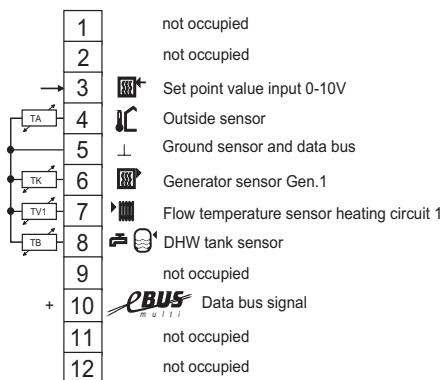 1 not occupied
2 not occupied
3 Set point value input 0-10V
TA 4 Outside sensor
5 Ground sensor and data bus
TK 6 Generator sensor Gen.1
TV1 7 Flow temperature sensor heating circuit 1
TB 8 DHW tank sensor
9 not occupied
+ 10 eBUS Data bus signal
multi
11 not occupied
12 not occupied